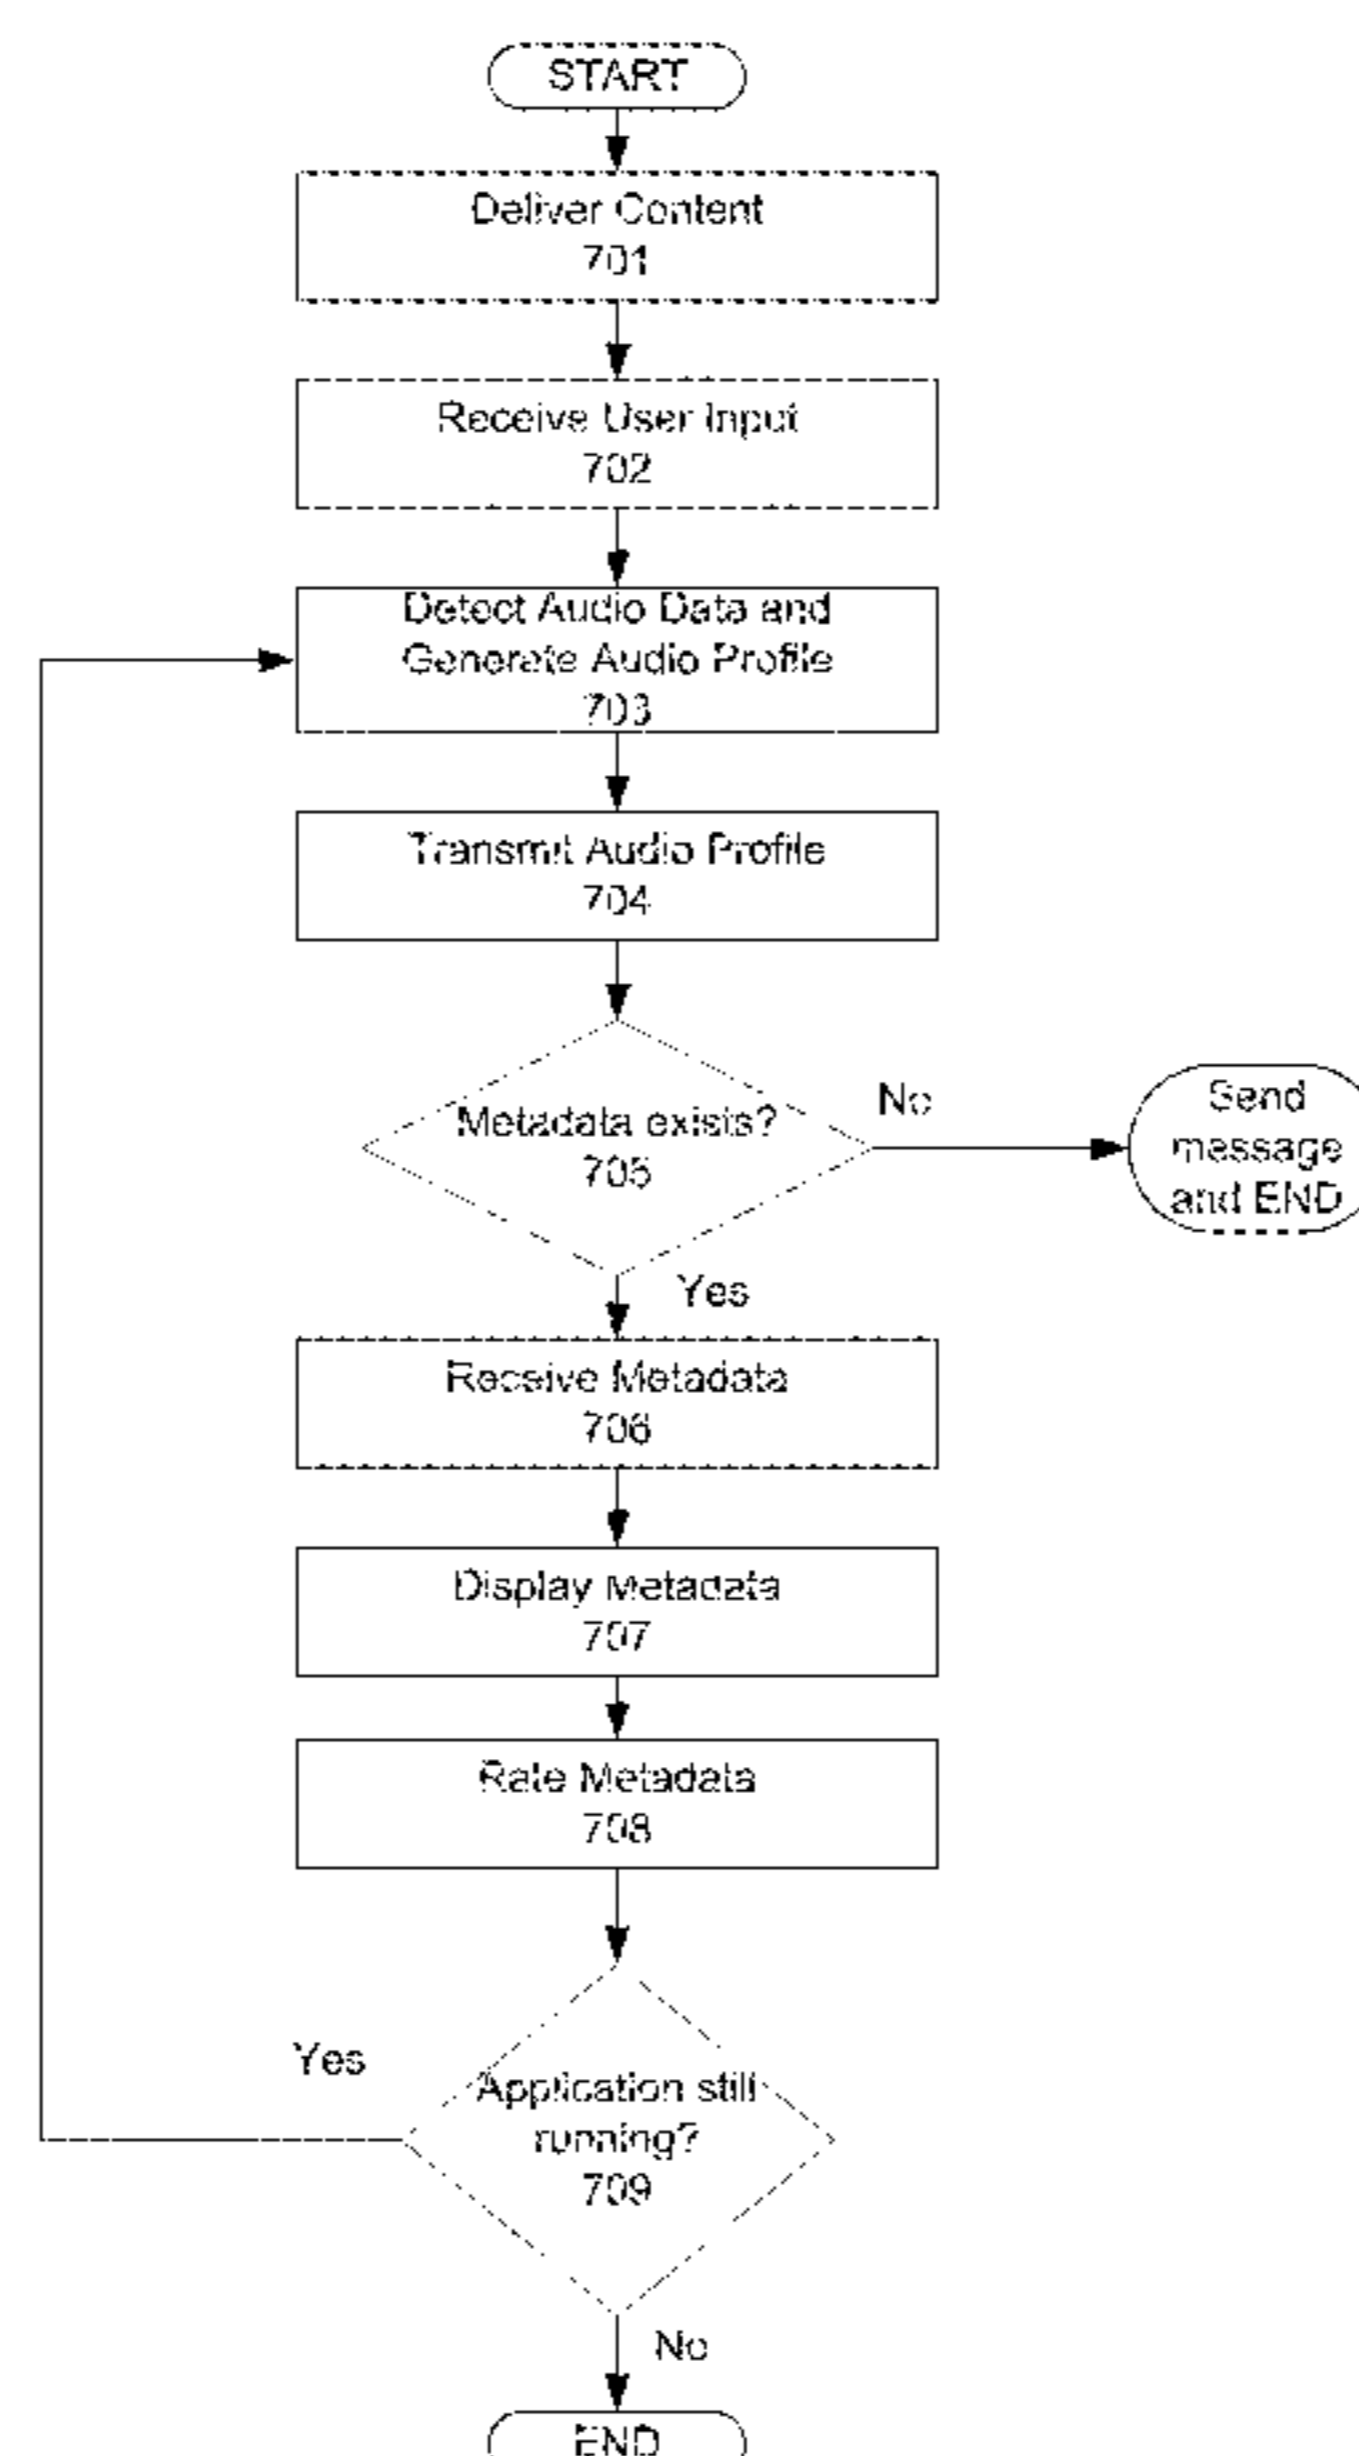 START
Deliver Content
701
Receive User Input
702
Detect Audio Data and
Generate Audio Profile
703
Transmit Audio Profile
704
Metadata exists?
705
No
Send
message
and END
Yes
Receive Metadata
706
Display Metadata
707
Rate Metadata
708
Yes
Application still
running?
709
No
END